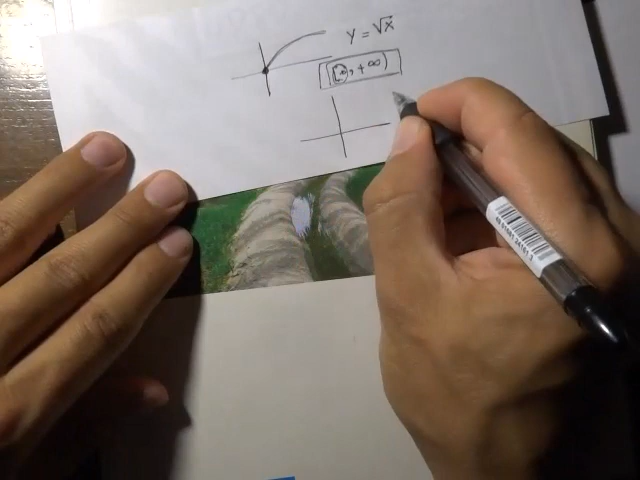 y = √x
[0, +∞)